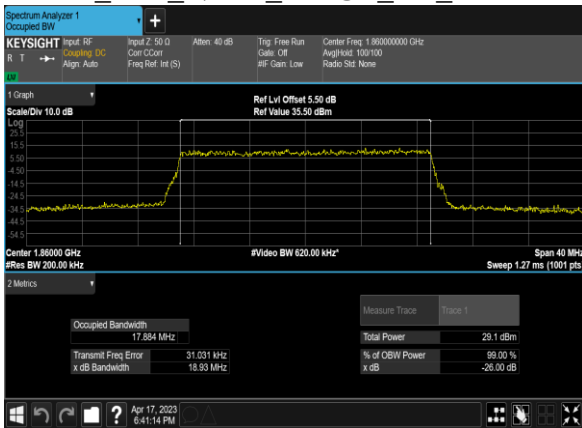 Spectrum Analyzer 1
Occupied BW
+
KEYSIGHT Input: RF Input Z: 50 Ω Atten: 40 dB Trig: Free Run Center Freq: 1.860000000 GHz
R T Coupling: DC Corr CCorr Gate: Off Avg|Hold: 100/100
Align: Auto Freq Ref: Int (S) #IF Gain: Low Radio Std: None
LU
1 Graph Ref Lvl Offset 5.50 dB
Scale/Div 10.0 dB Ref Value 35.50 dBm
Log
25.5
15.5
5.50
-4.50
-14.5
-24.5
-34.5
-44.5
-54.5
Center 1.86000 GHz #Video BW 620.00 kHz* Span 40 MHz
#Res BW 200.00 kHz Sweep 1.27 ms (1001 pts
2 Metrics
Measure Trace Trace 1
Occupied Bandwidth
17.884 MHz Total Power 29.1 dBm
Transmit Freq Error 31.031 kHz % of OBW Power 99.00 %
x dB Bandwidth 18.93 MHz x dB -26.00 dB
? Apr 17, 2023
6:41:14 PM